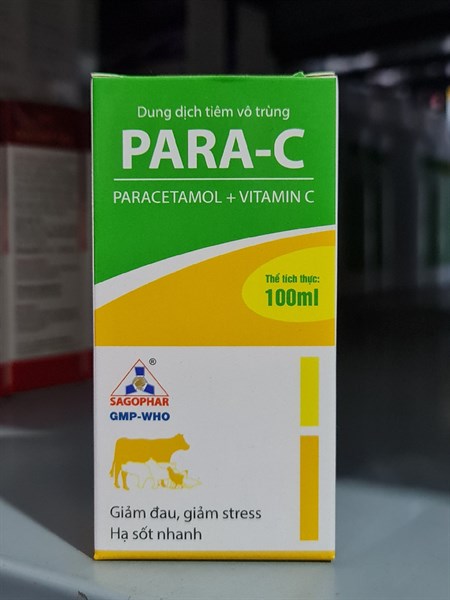 Dung dịch tiêm vô trùng
PARA-C
PARACETAMOL + VITAMIN C
Thể tích thực:
100ml
®
SAGOPHAR
GMP-WHO
Giảm đau, giảm stress
Hạ sốt nhanh